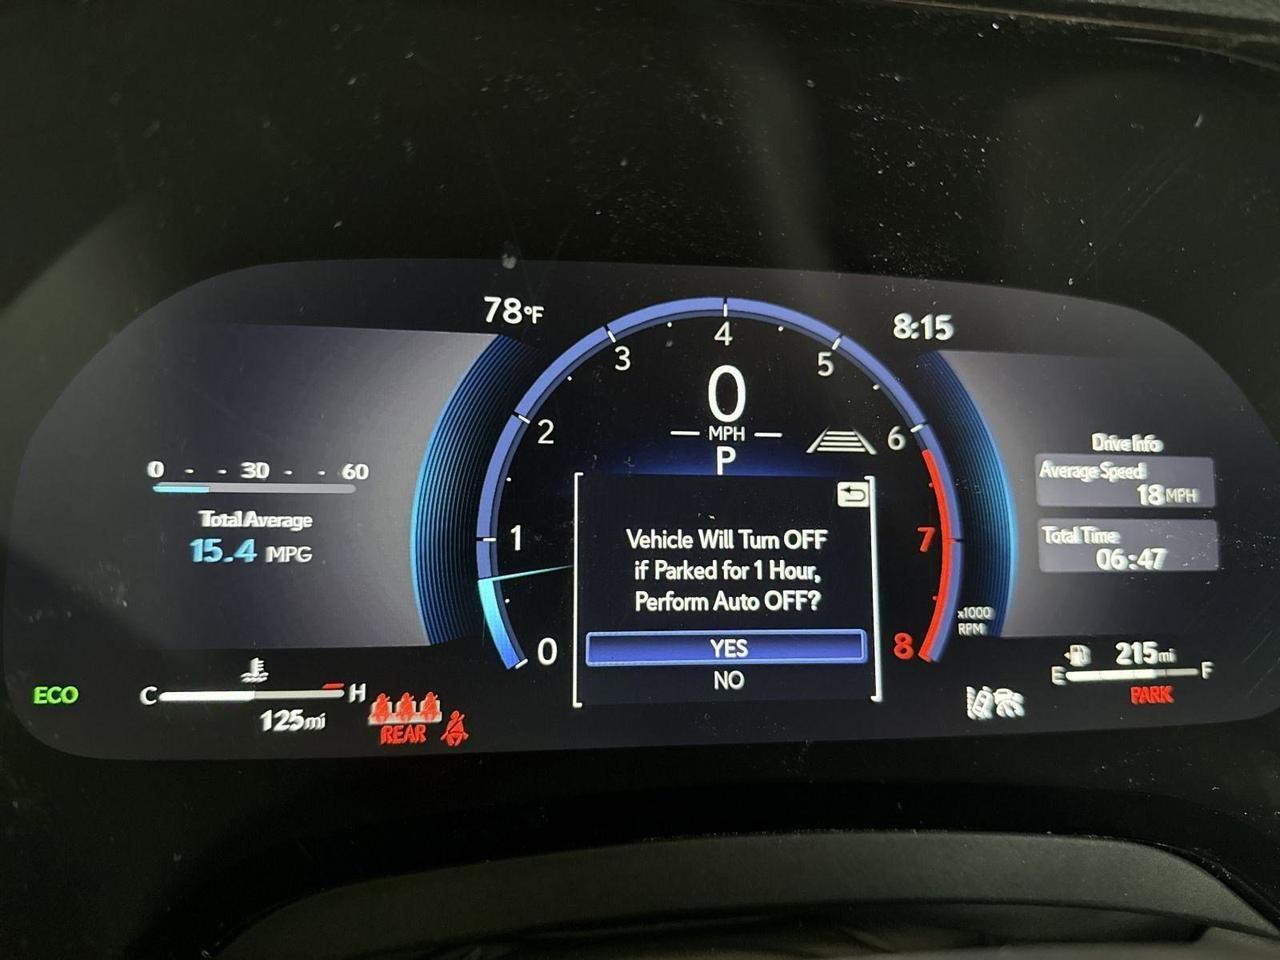 78°F
8:15
0 - - 30 - - 60
Total Average
15.4 MPG
0
1
2
3
4
5
6
7
8
x1000
RPM
0
MPH
P
Vehicle Will Turn OFF
if Parked for 1 Hour,
Perform Auto OFF?
YES
NO
Drive Info
Average Speed
18 MPH
Total Time
06:47
ECO
C H
125mi
REAR
215mi
E F
PARK